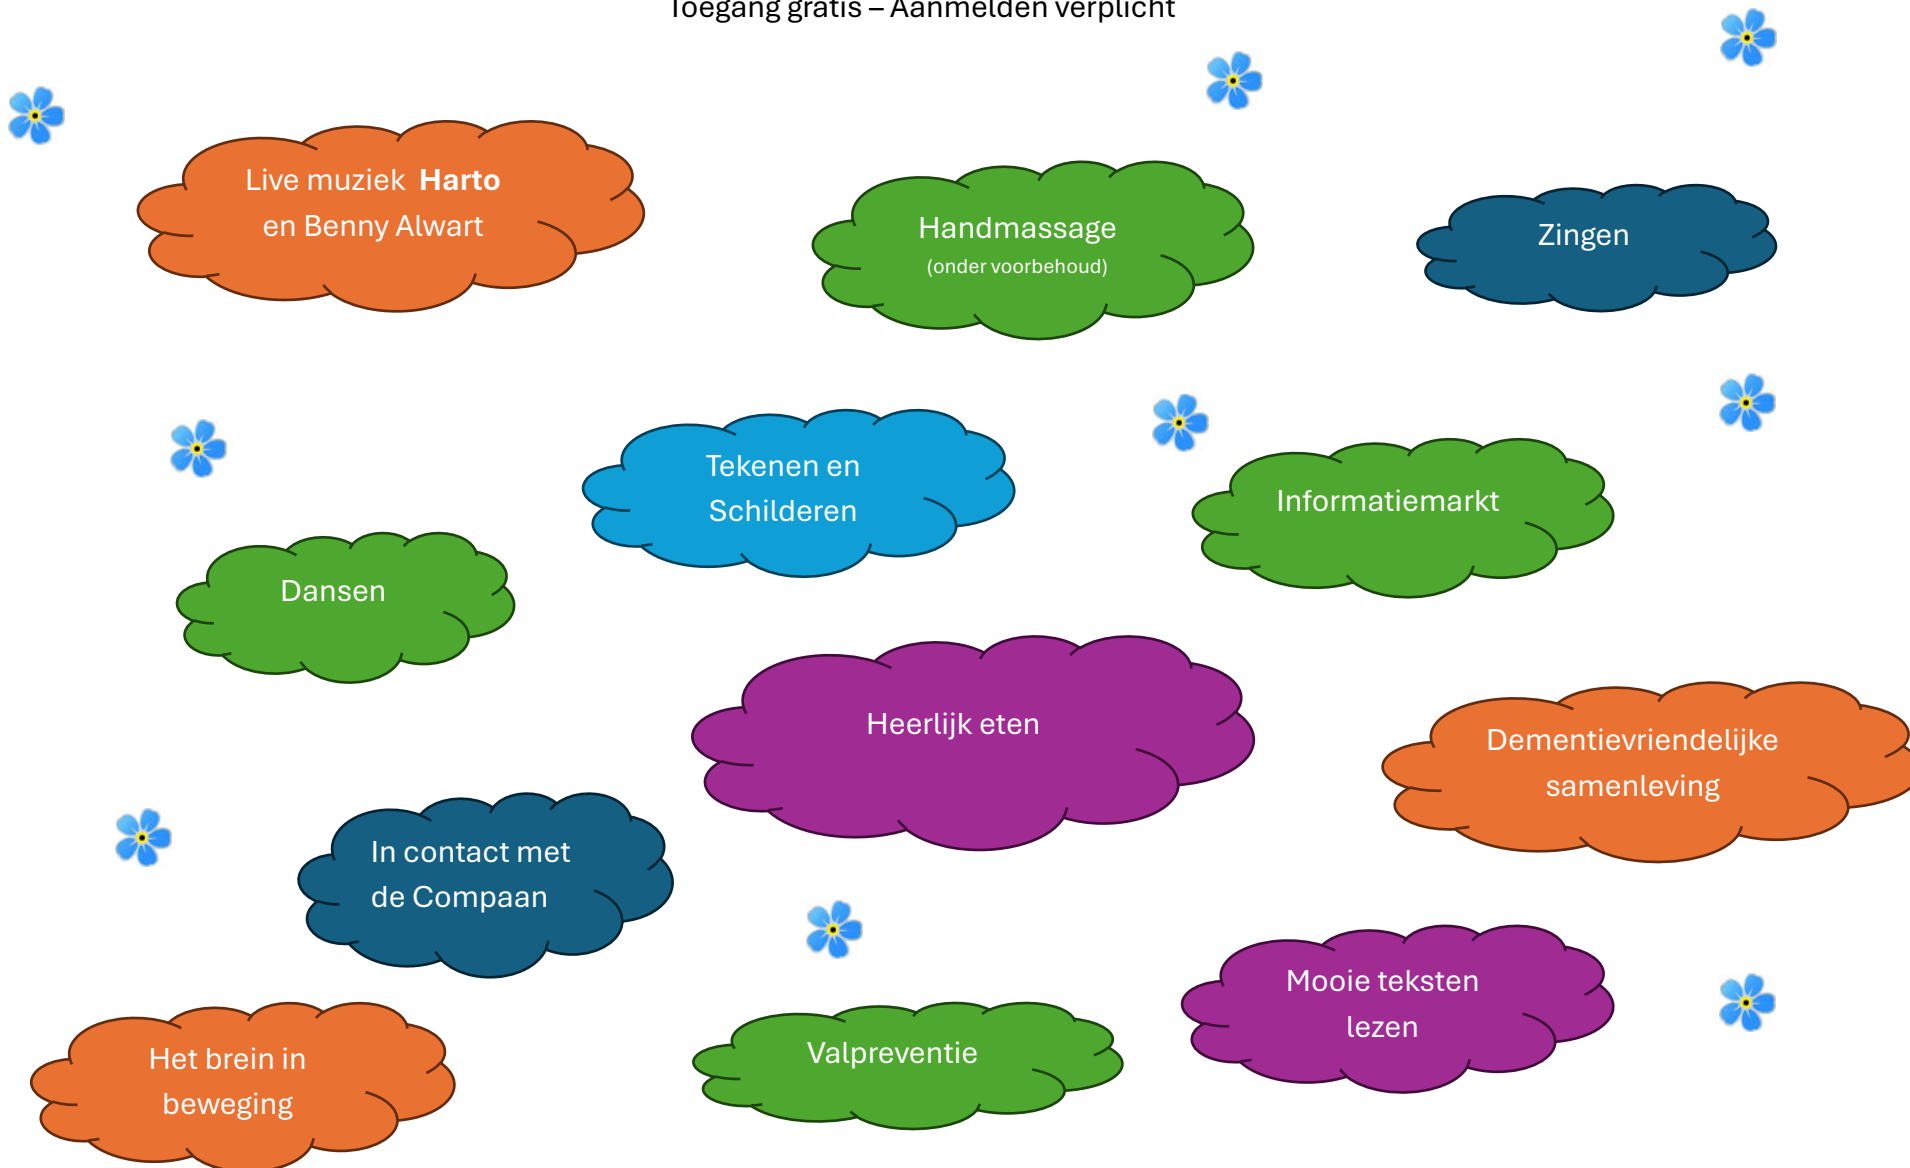 Toegang gratis – Aanmelden verplicht
Live muziek Harto
en Benny Alwart
Handmassage
(onder voorbehoud)
Zingen
Tekenen en
Schilderen
Informatiemarkt
Dansen
Heerlijk eten
Dementievriendelijke
samenleving
In contact met
de Compaan
Mooie teksten
lezen
Het brein in
beweging
Valpreventie